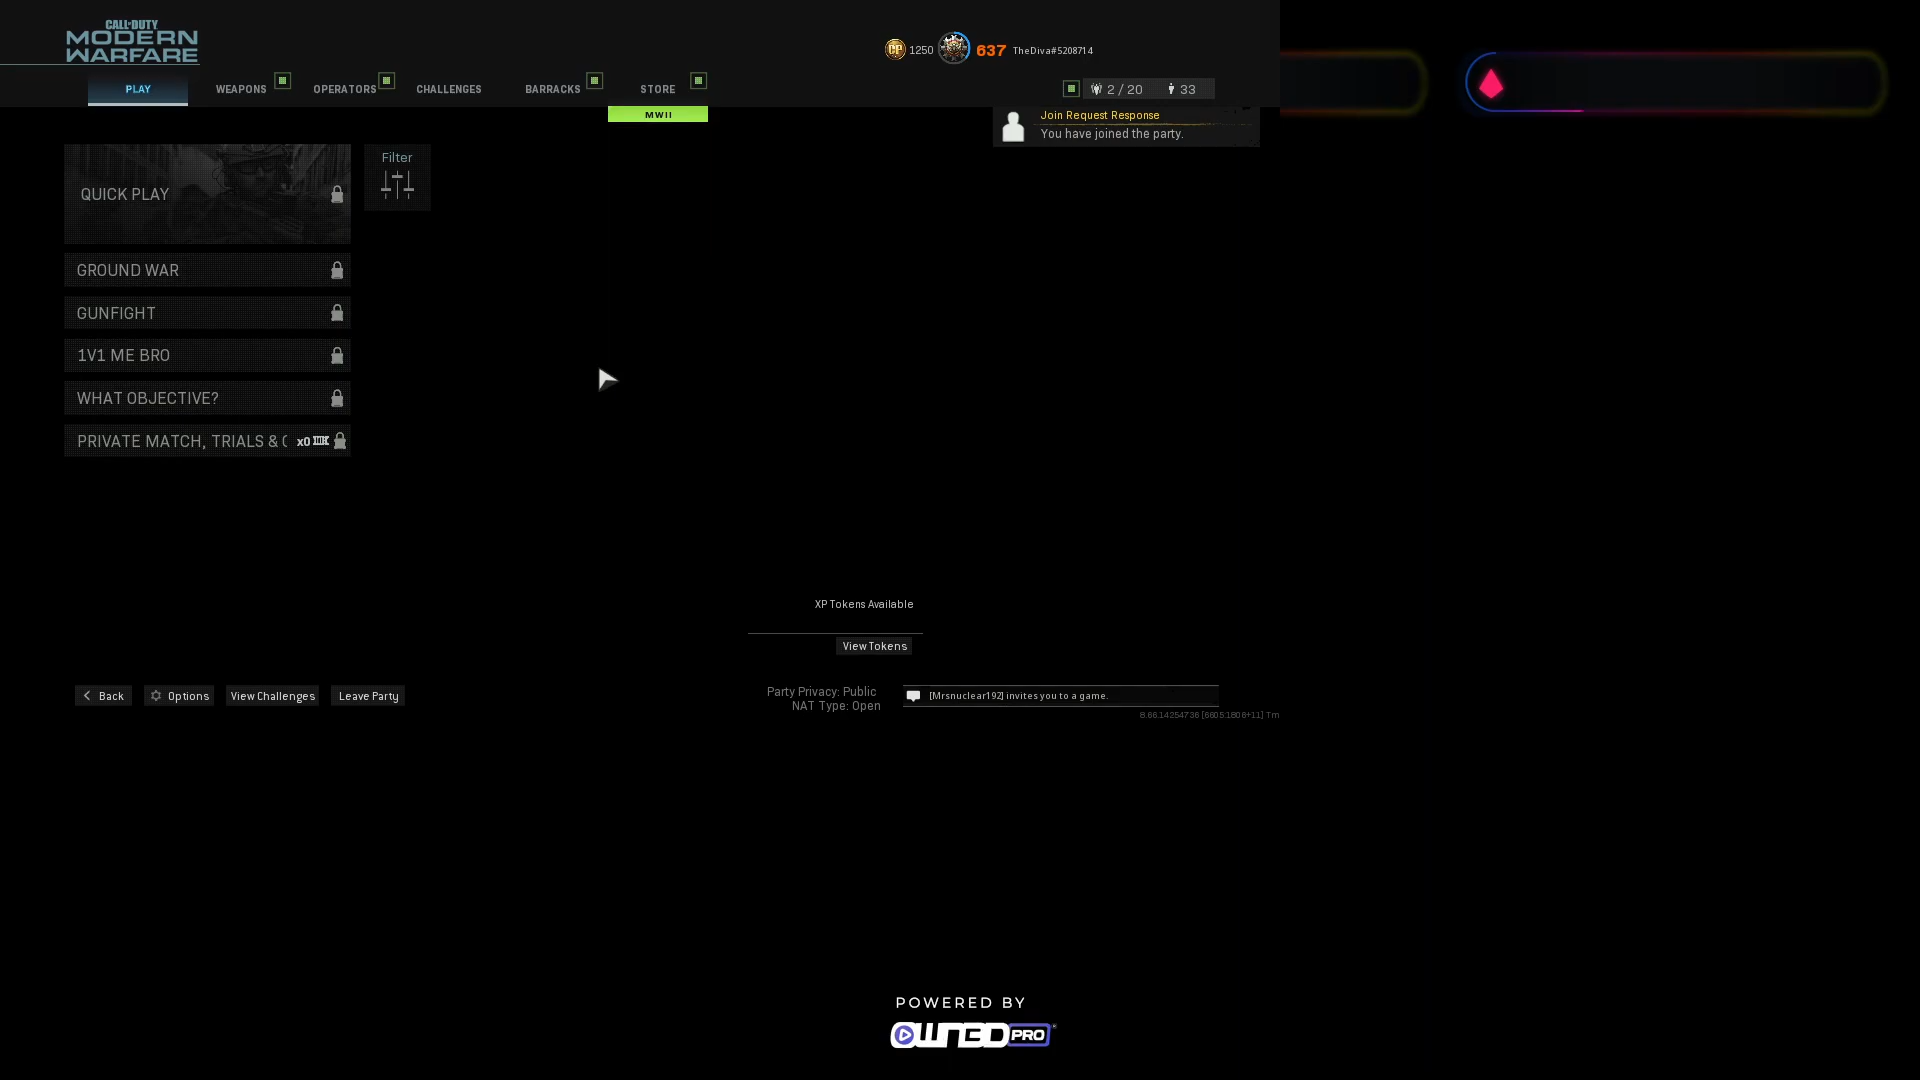 CALL OF DUTY
MODERN
WARFARE
CP 1250 637 TheDiva#5208714
PLAY WEAPONS OPERATORS CHALLENGES BARRACKS STORE
2 / 20 33
MWII
Join Request Response
You have joined the party.
Filter
QUICK PLAY
GROUND WAR
GUNFIGHT
1V1 ME BRO
WHAT OBJECTIVE?
PRIVATE MATCH, TRIALS & x0
XP Tokens Available
View Tokens
Back Options View Challenges Leave Party
Party Privacy: Public
NAT Type: Open
[Mrsnuclear192] invites you to a game.
POWERED BY
OWN3D PRO